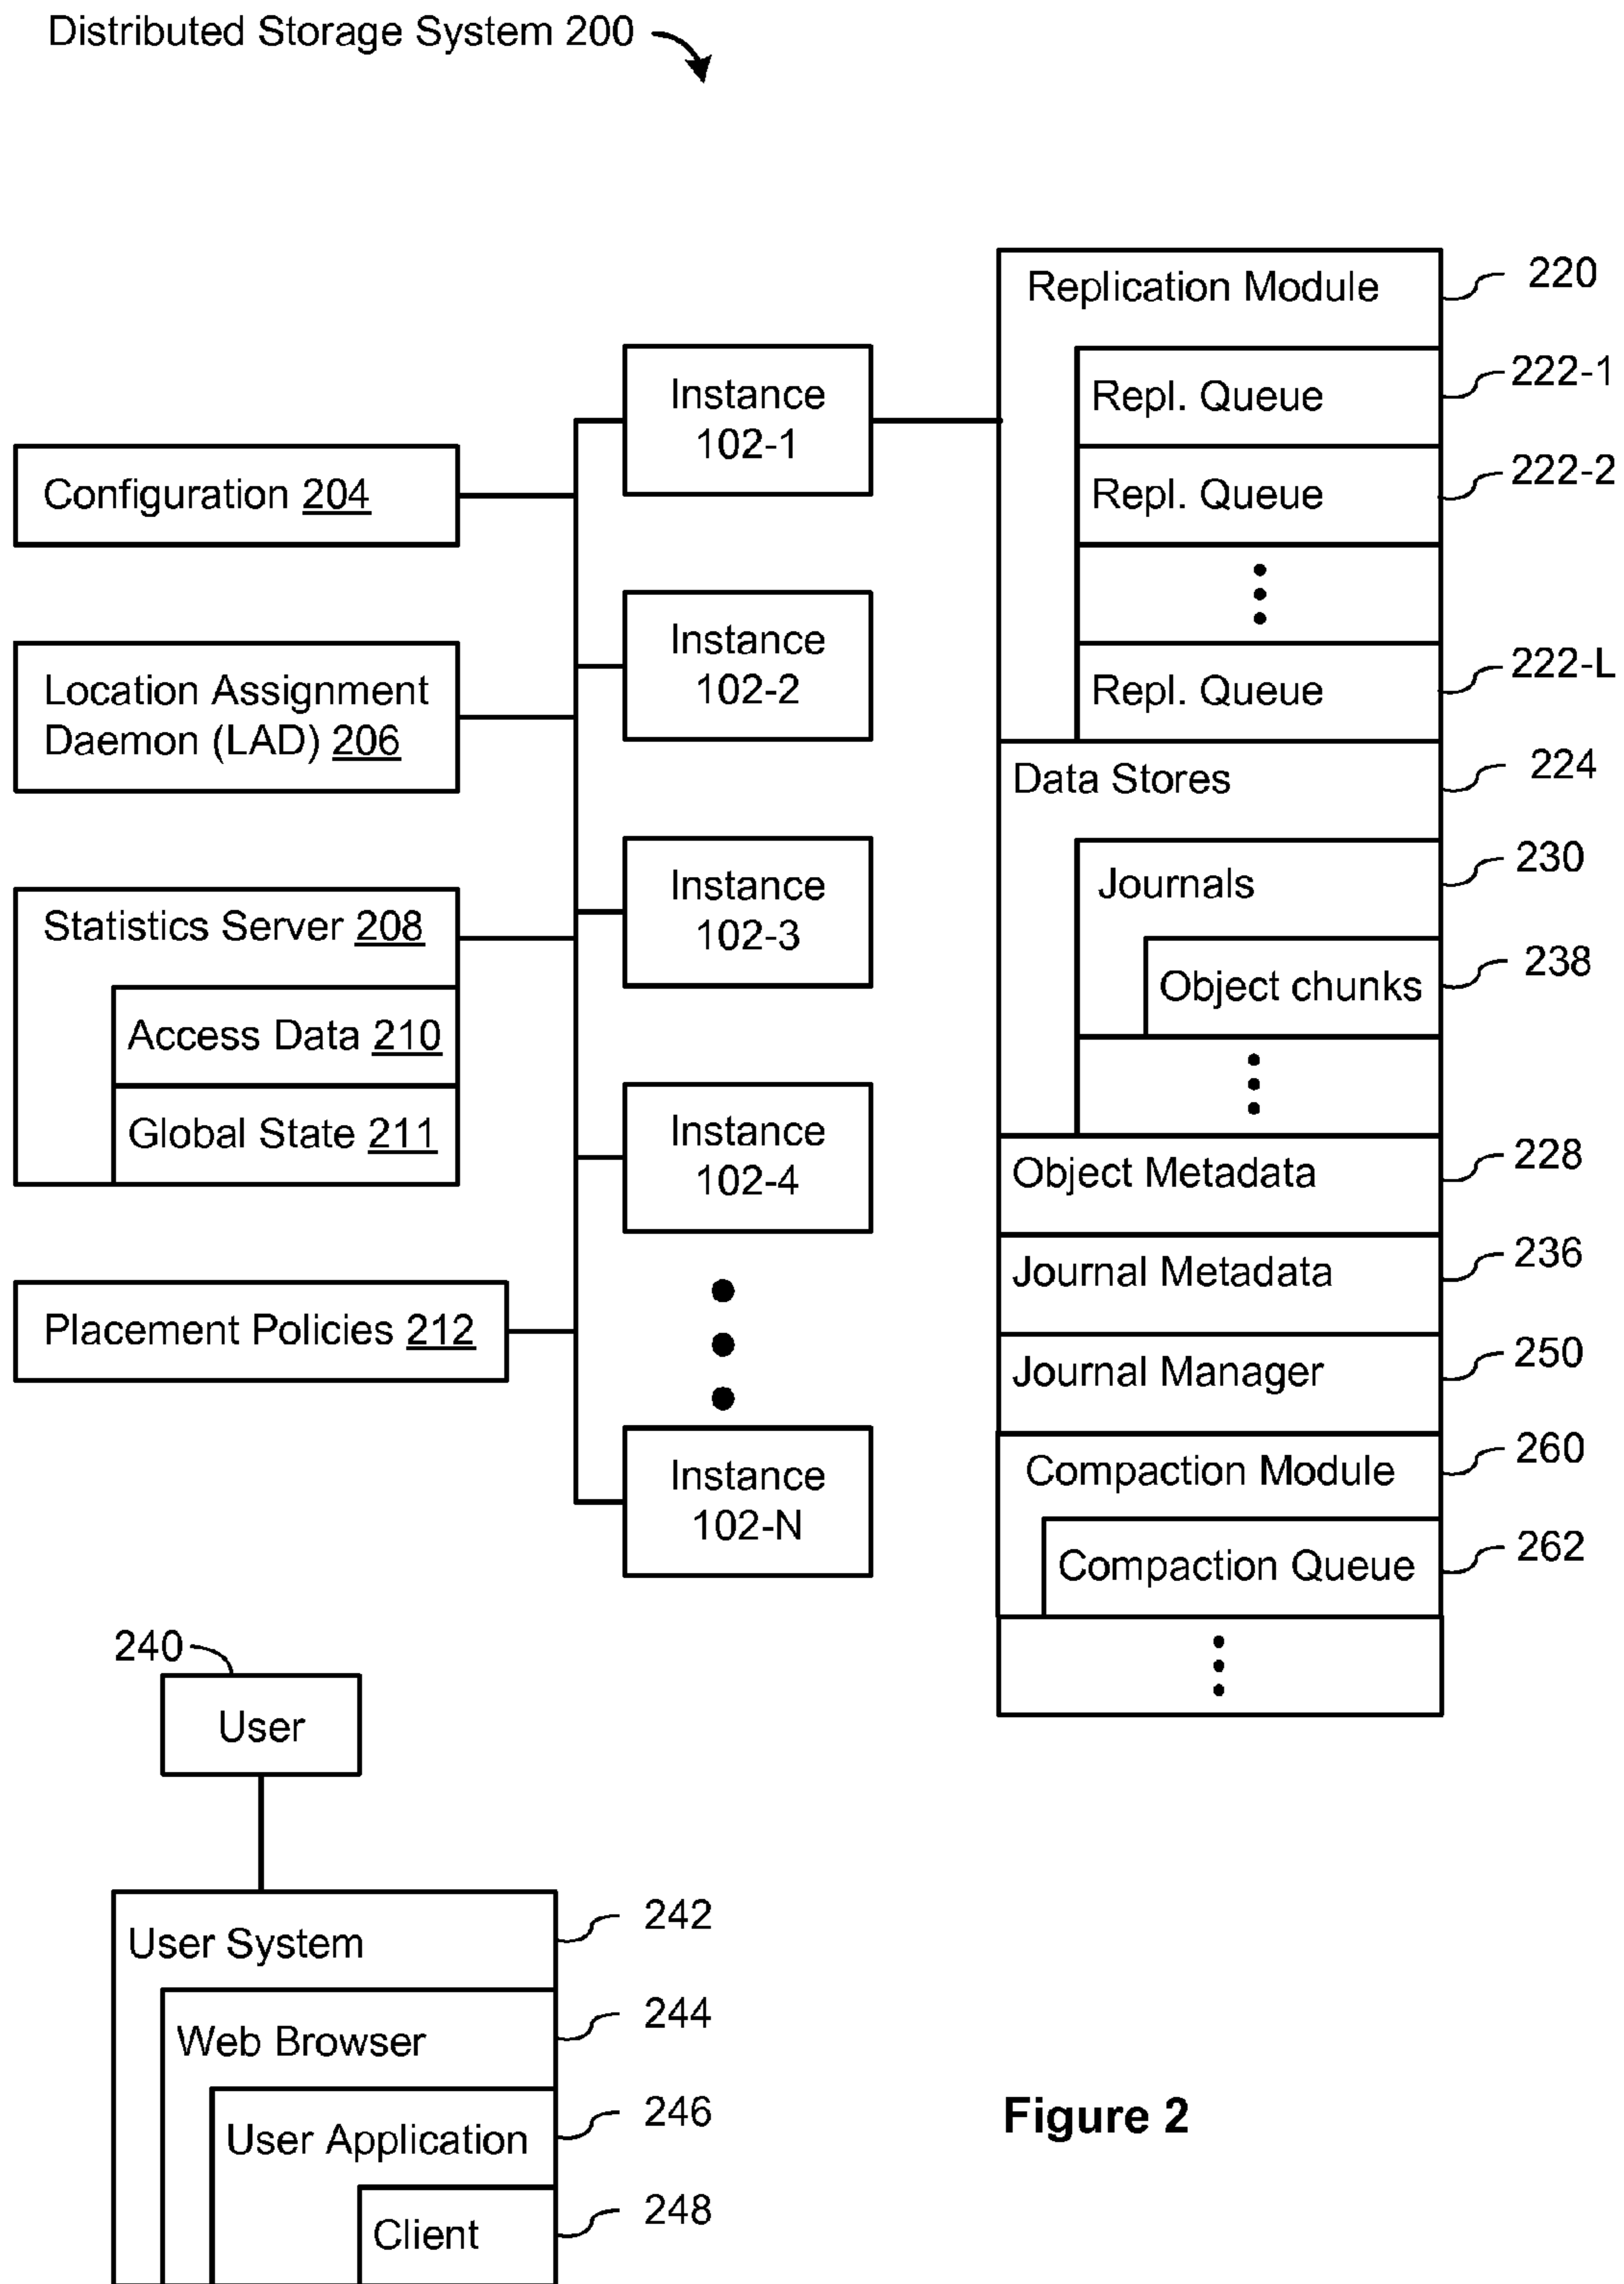 Distributed Storage System 200
Configuration 204
Location Assignment
Daemon (LAD) 206
Statistics Server 208
Access Data 210
Global State 211
Placement Policies 212
Instance
102-1
Instance
102-2
Instance
102-3
Instance
102-4
Instance
102-N
Replication Module
220
Repl. Queue
222-1
Repl. Queue
222-2
Repl. Queue
222-L
Data Stores
224
Journals
230
Object chunks
238
Object Metadata
228
Journal Metadata
236
Journal Manager
250
Compaction Module
260
Compaction Queue
262
240
User
User System
242
Web Browser
244
User Application
246
Client
248
Figure 2